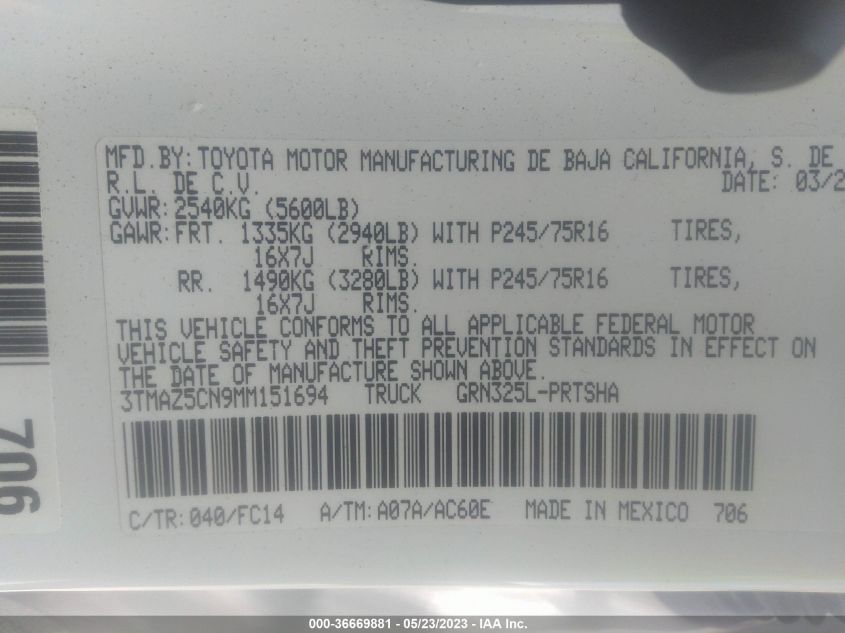 MFD.BY:TOYOTA MOTOR MANUFACTURING DE BAJA CALIFORNIA, S. DE
R.L. DE C.V. DATE: 03/2
GVWR:2540KG (5600LB)
GAWR:FRT. 1335KG (2940LB) WITH P245/75R16 TIRES,
16X7J RIMS.
RR. 1490KG (3280LB) WITH P245/75R16 TIRES,
16X7J RIMS.
THIS VEHICLE CONFORMS TO ALL APPLICABLE FEDERAL MOTOR
VEHICLE SAFETY AND THEFT PREVENTION STANDARDS IN EFFECT ON
THE DATE OF MANUFACTURE SHOWN ABOVE.
3TMAZ5CN9MM151694 TRUCK GRN325L-PRTSHA
C/TR:040/FC14 A/TM:A07A/AC60E MADE IN MEXICO 706
706
000-36669881 - 05/23/2023 - IAA Inc.